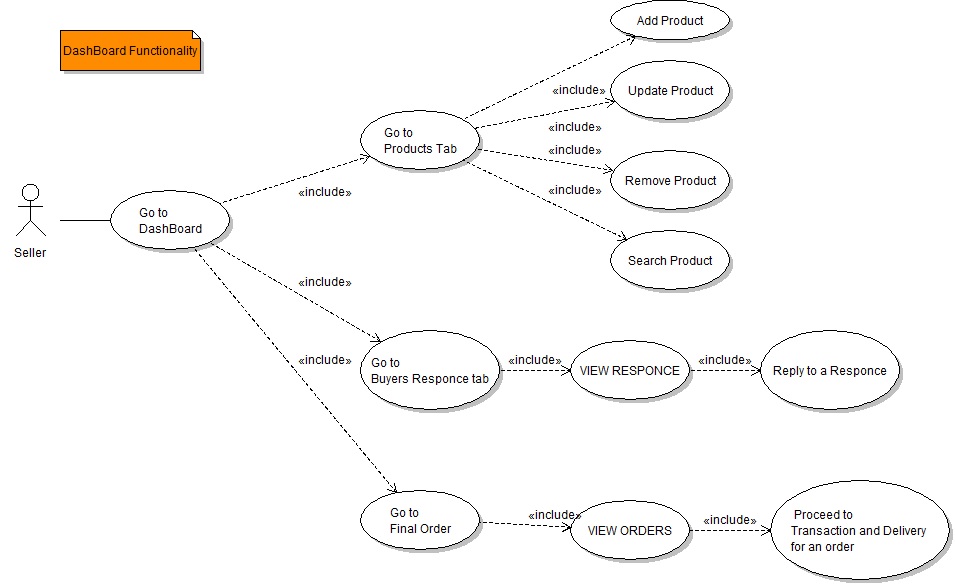 DashBoard Functionality
Add Product
«include»
Update Product
«include»
Go to
Products Tab
«include»
Remove Product
«include»
«include»
Go to
DashBoard
Seller
Search Product
«include»
«include»
Go to
Buyers Responce tab
«include»
VIEW RESPONCE
«include»
Reply to a Responce
Go to
Final Order
«include»
VIEW ORDERS
«include»
Proceed to
Transaction and Delivery
for an order